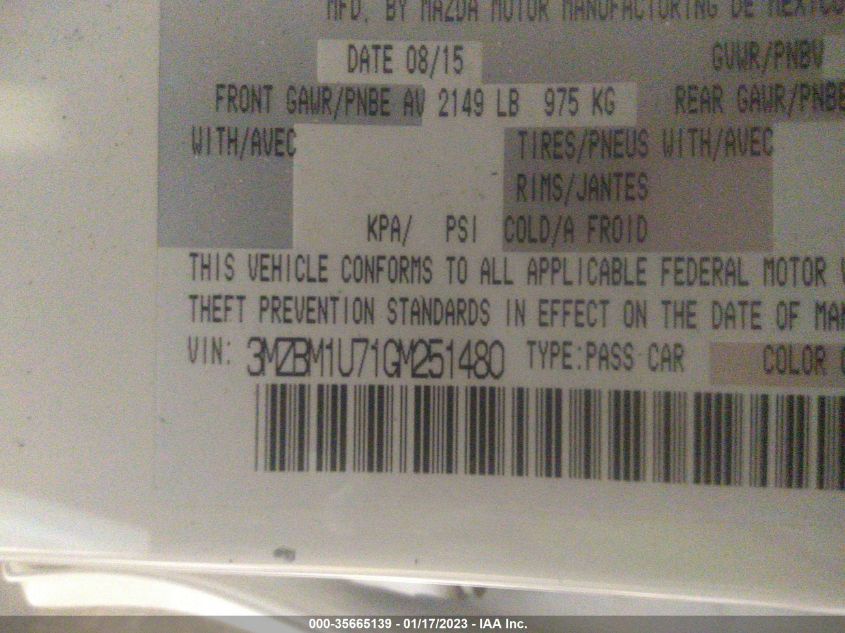 MFD. BY MAZDA MOTOR MANUFACTURING DE MEXICO
DATE 08/15 GVWR/PNBV
FRONT GAWR/PNBE AV 2149 LB 975 KG REAR GAWR/PNBE
WITH/AVEC TIRES/PNEUS WITH/AVEC
RIMS/JANTES
KPA/ PSI COLD/A FROID
THIS VEHICLE CONFORMS TO ALL APPLICABLE FEDERAL MOTOR V
THEFT PREVENTION STANDARDS IN EFFECT ON THE DATE OF MAN
VIN: 3MZBM1U71GM251480 TYPE:PASS CAR COLOR
000-35665139 - 01/17/2023 - IAA Inc.